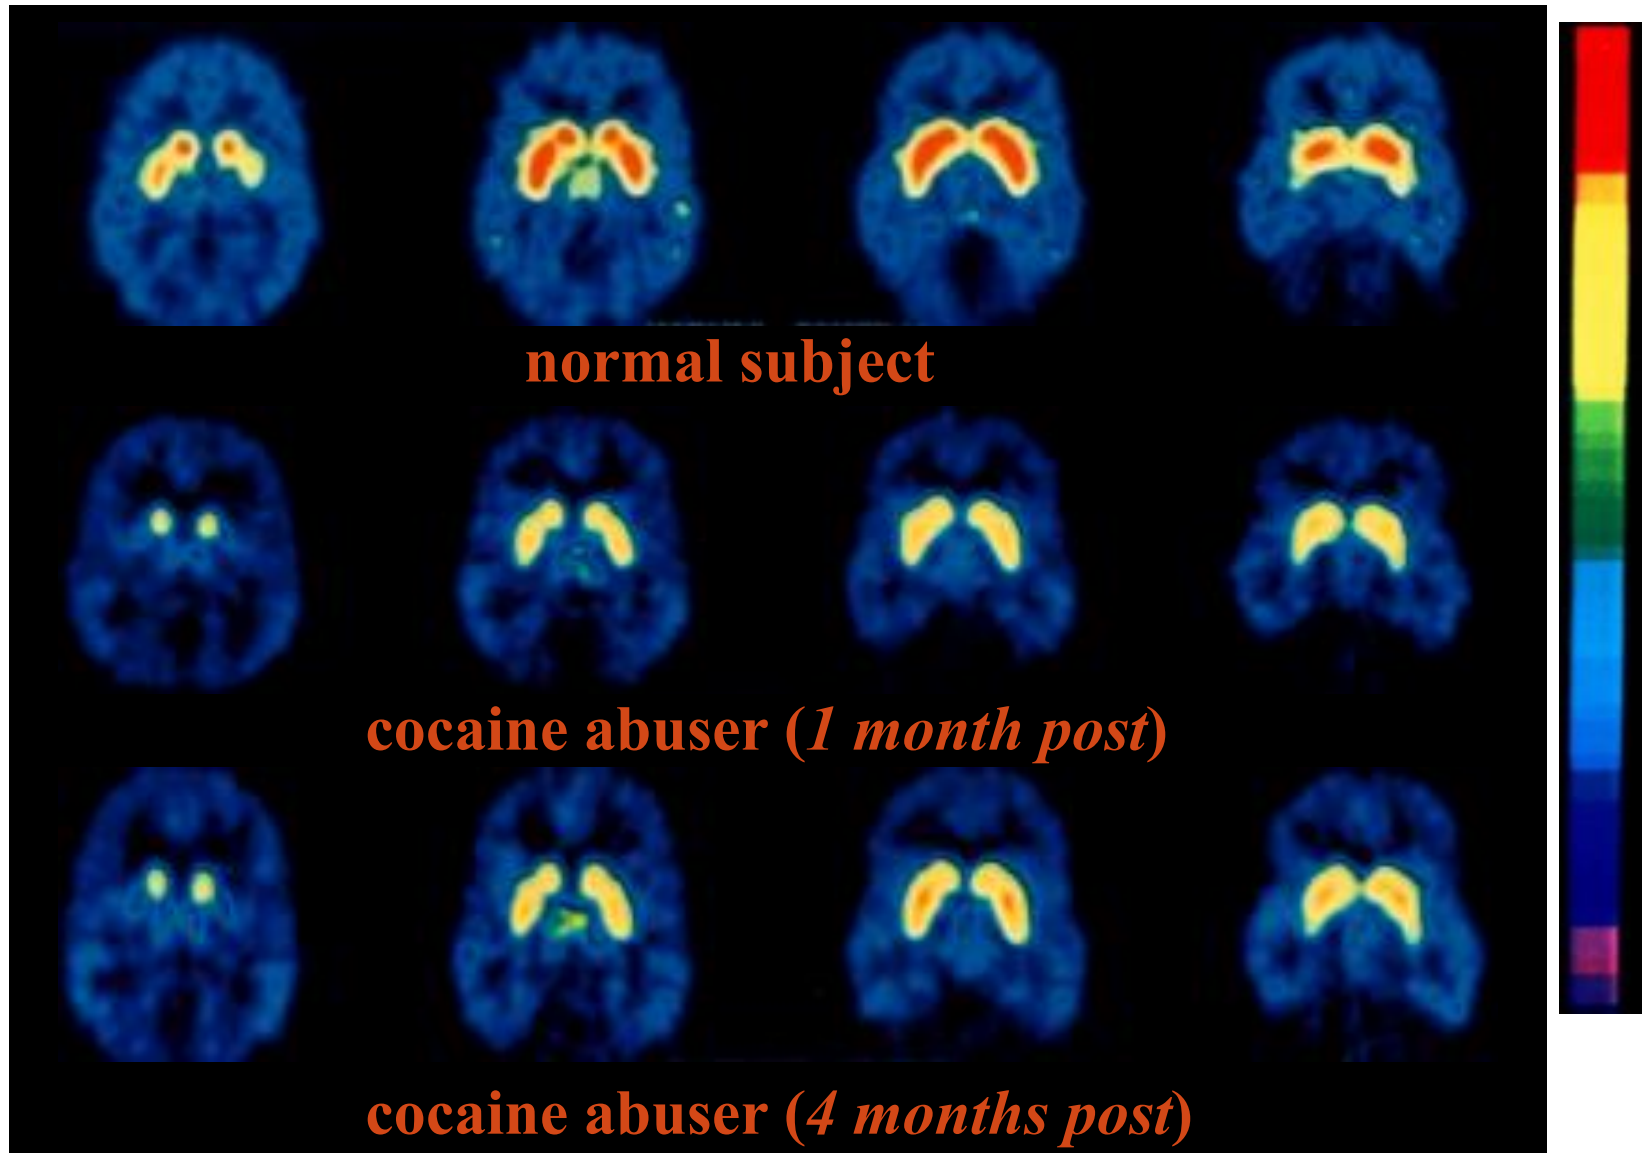 normal subject
cocaine abuser (1 month post)
cocaine abuser (4 months post)